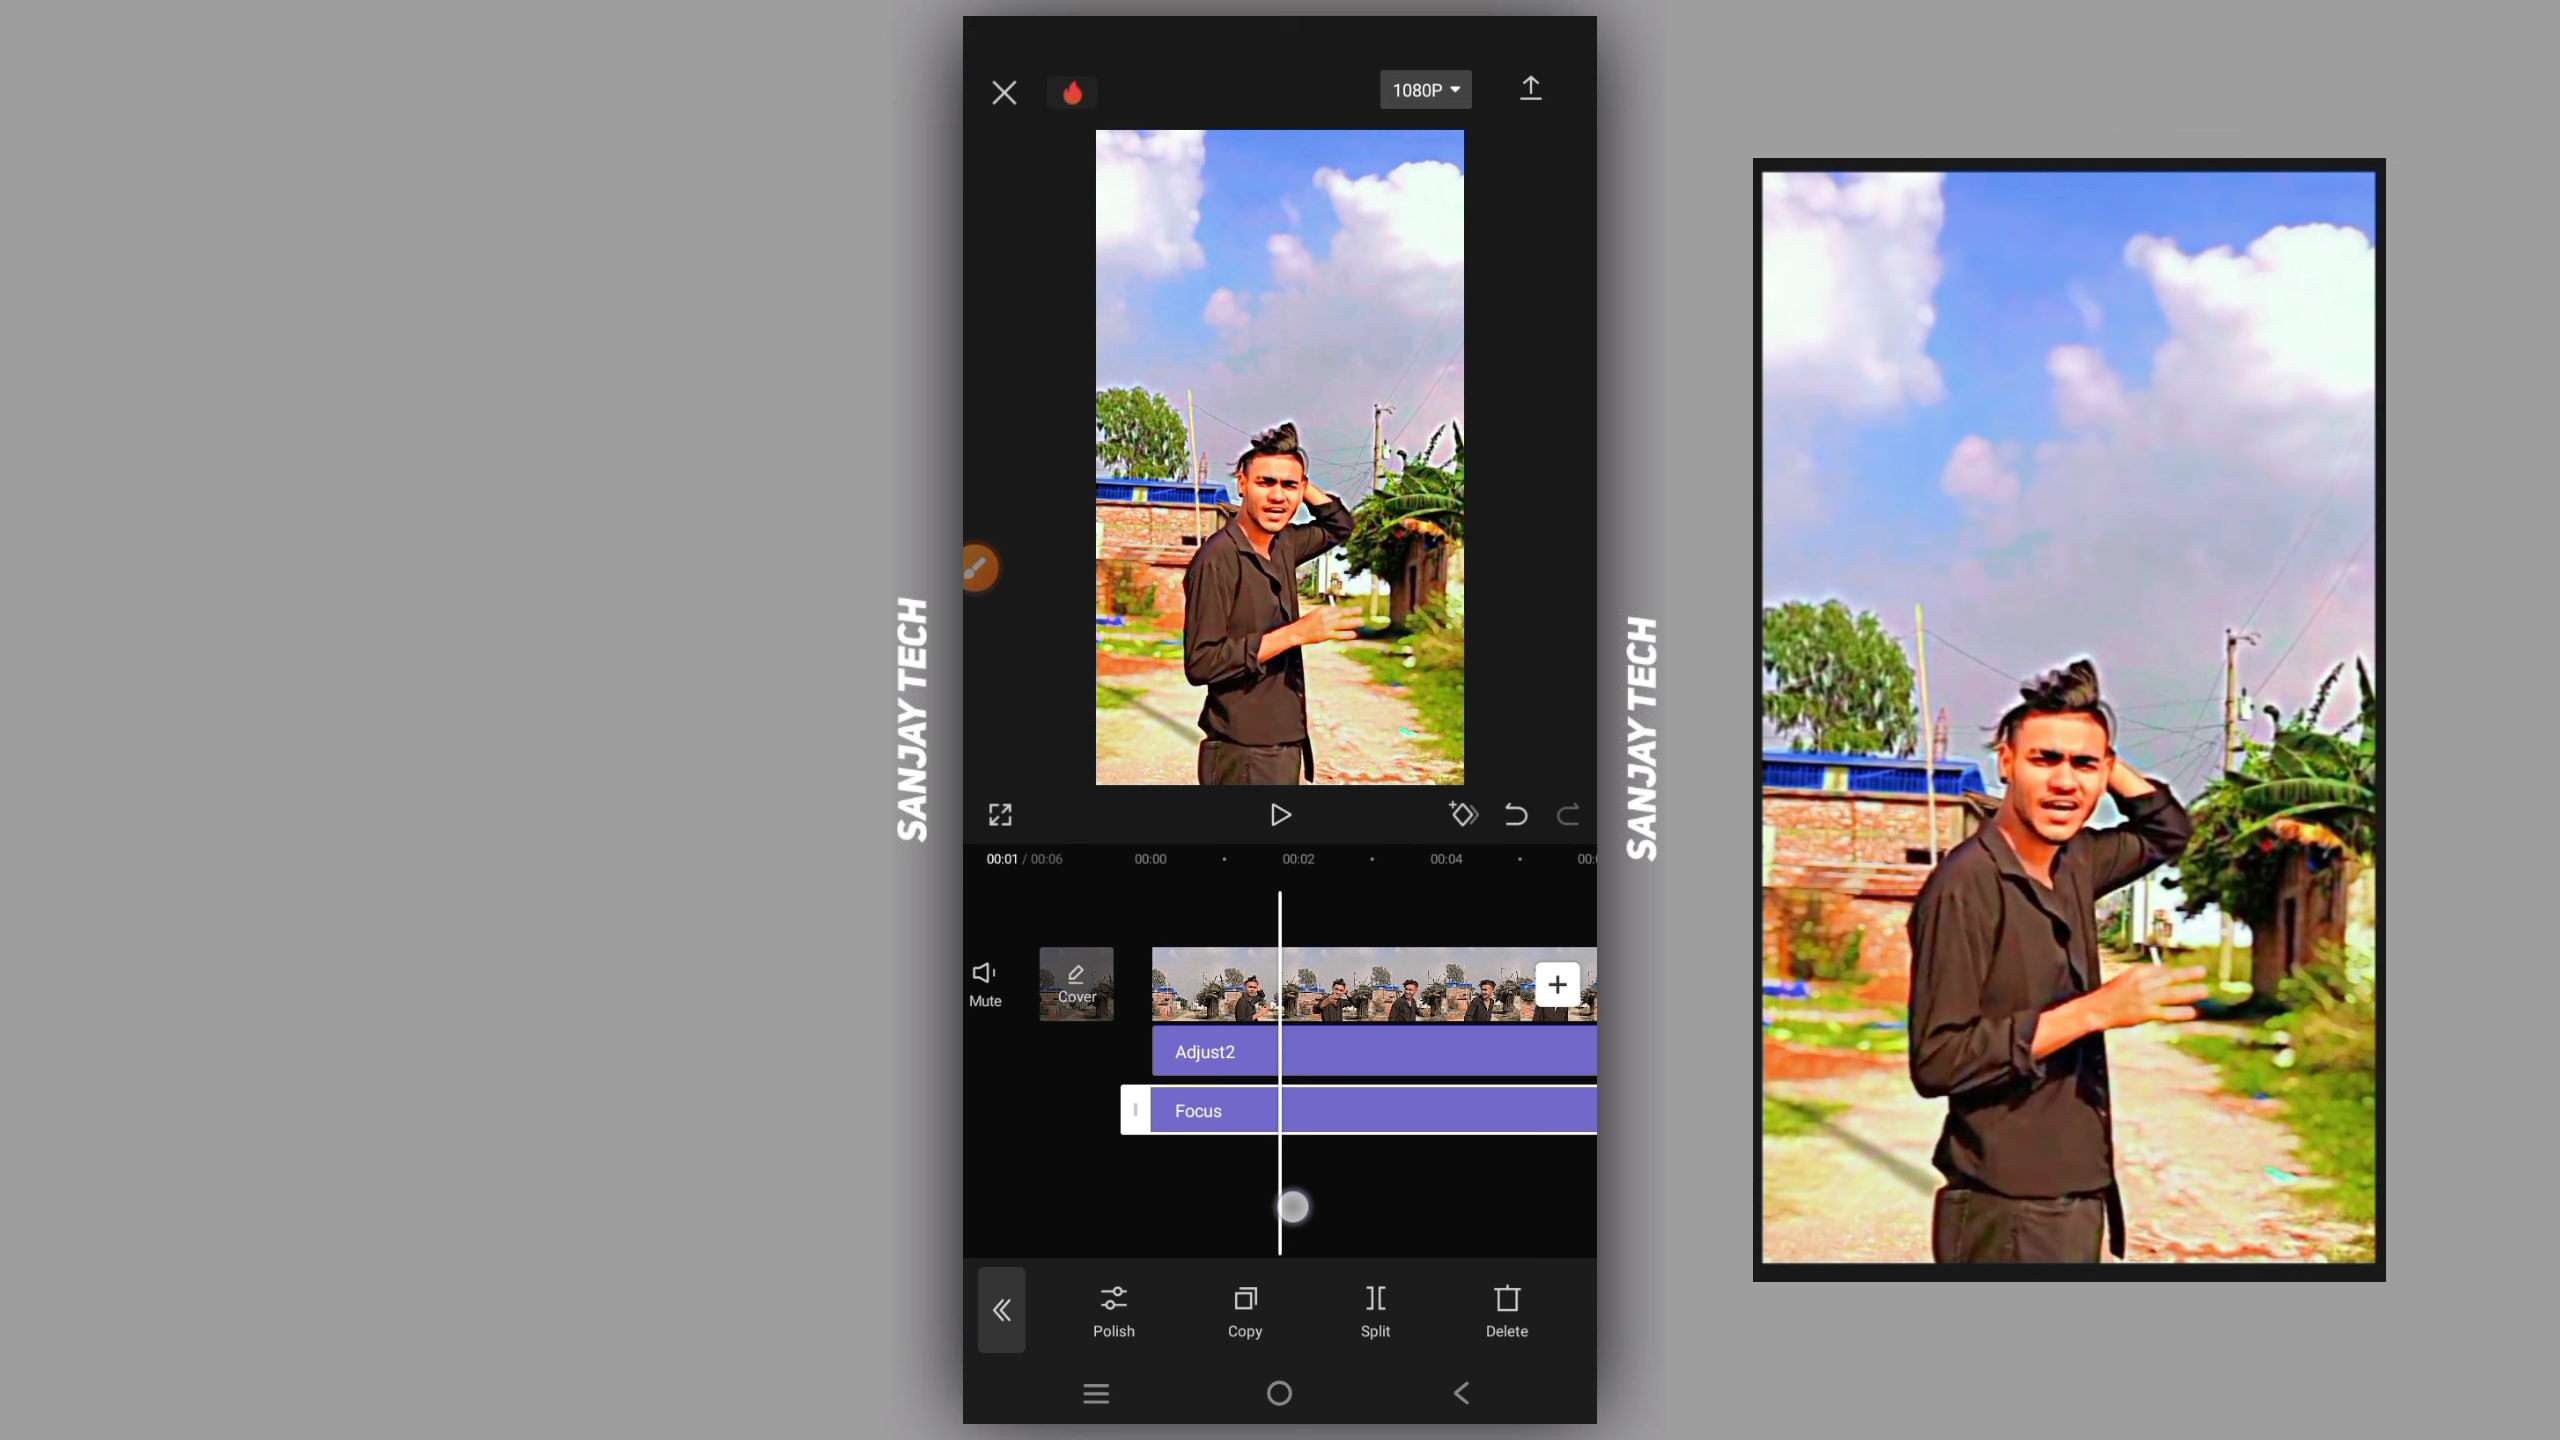 1080P
SANJAY TECH
SANJAY TECH
00:01 / 00:06
00:00
00:02
00:04
Mute
Cover
Adjust2
Focus
Polish
Copy
Split
Delete